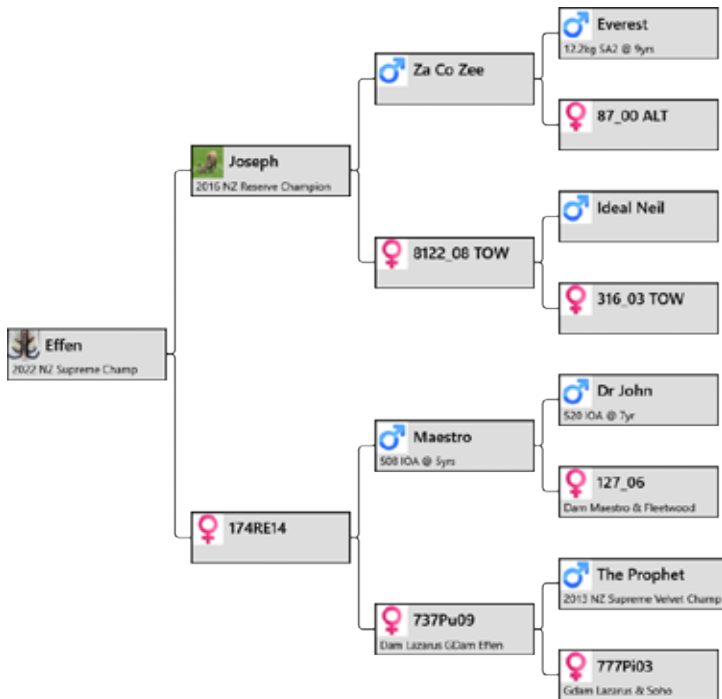 Everest
12.2kg SA2 @ 9yrs
Za Co Zee
87_00 ALT
Joseph
2016 NZ Reserve Champion
Ideal Neil
8122_08 TOW
316_03 TOW
Effen
2022 NZ Supreme Champ
Dr John
520 IOA @ 7yr
Maestro
508 IOA @ 5yrs
127_06
Dam Maestro & Fleetwood
174RE14
The Prophet
2013 NZ Supreme Velvet Champ
737Pu09
Dam Lazarus GDam Effen
777Pi03
Gdam Lazarus & Soho